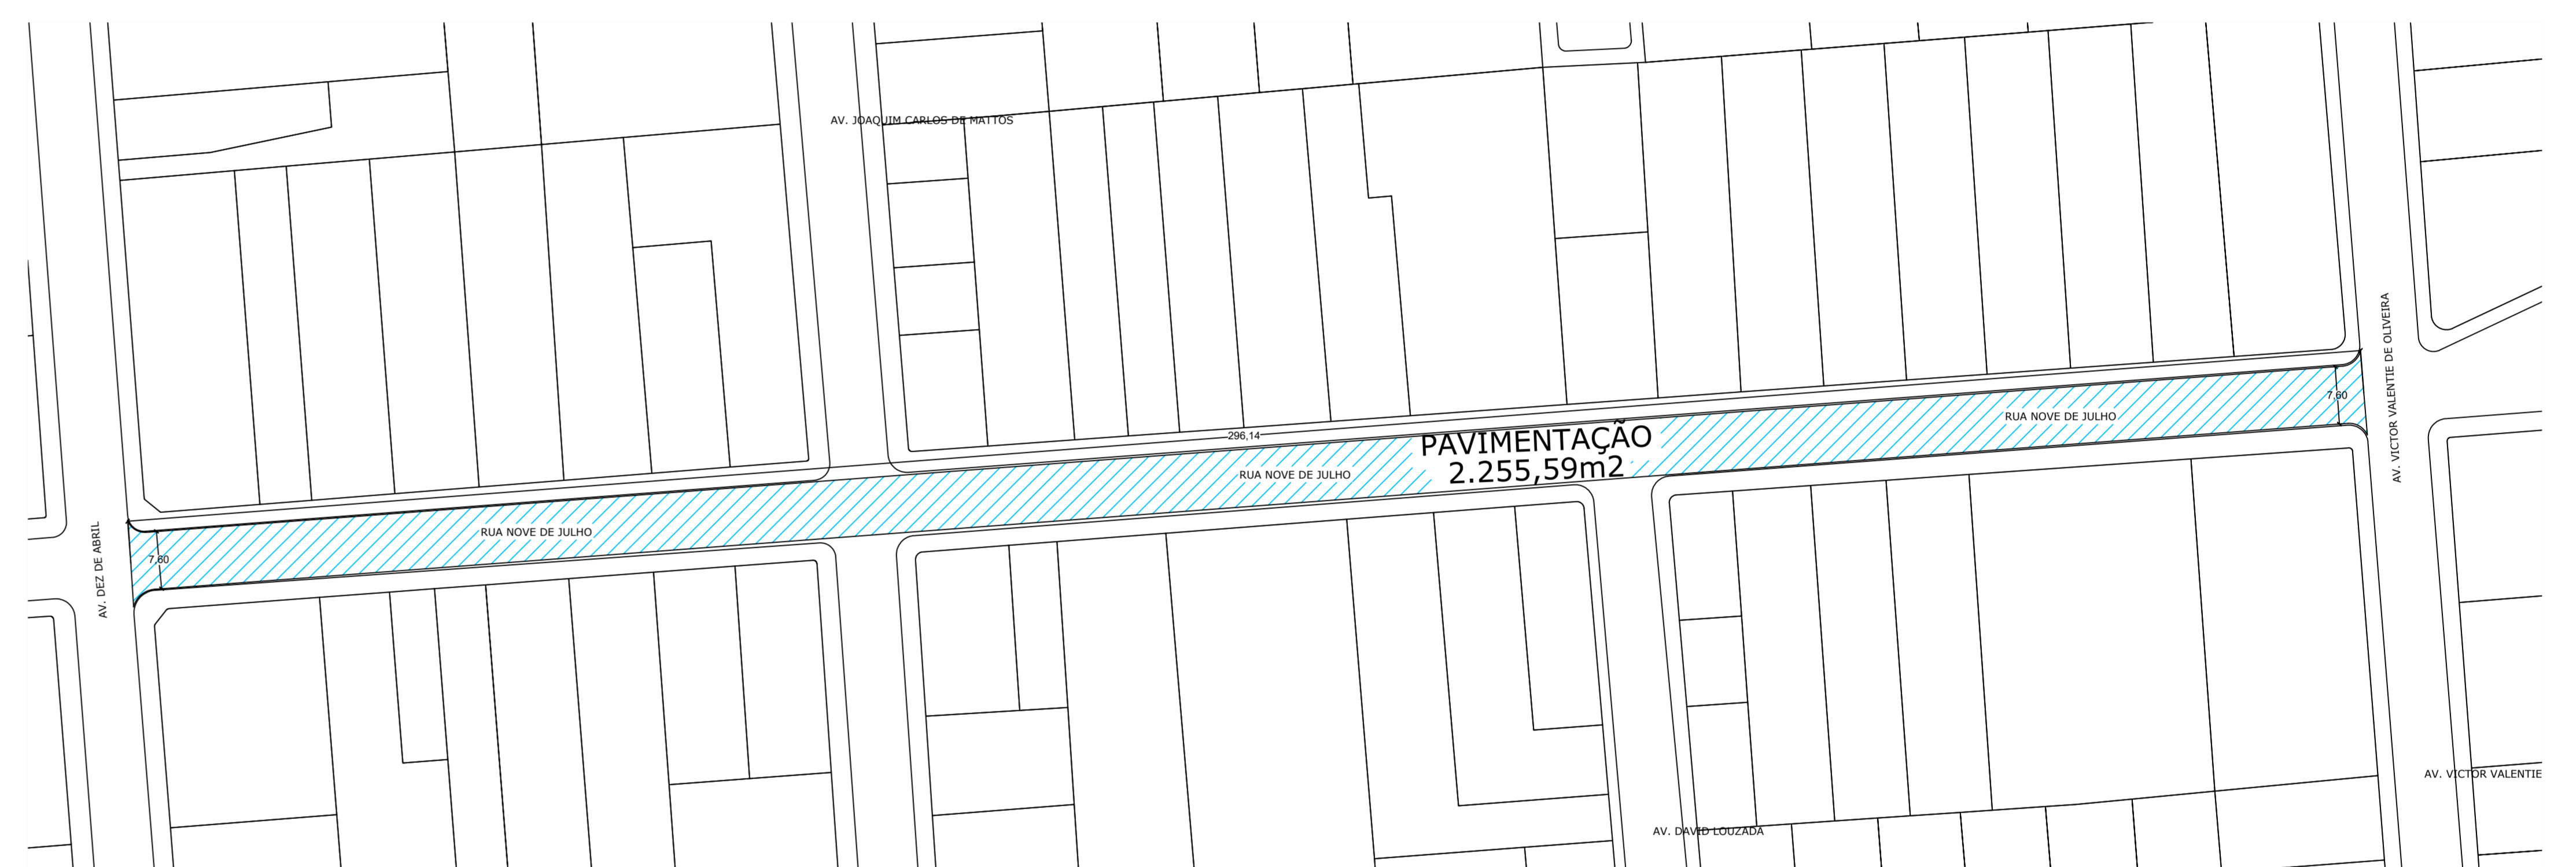 AV. JOAQUIM CARLOS DE MATTOS
AV. VICTOR VALENTIE DE OLIVEIRA
7,60
RUA NOVE DE JULHO
296,14
PAVIMENTAÇÃO
2.255,59m2
RUA NOVE DE JULHO
RUA NOVE DE JULHO
7,60
AV. DEZ DE ABRIL
AV. VICTOR VALENTIE
AV. DAVID LOUZADA